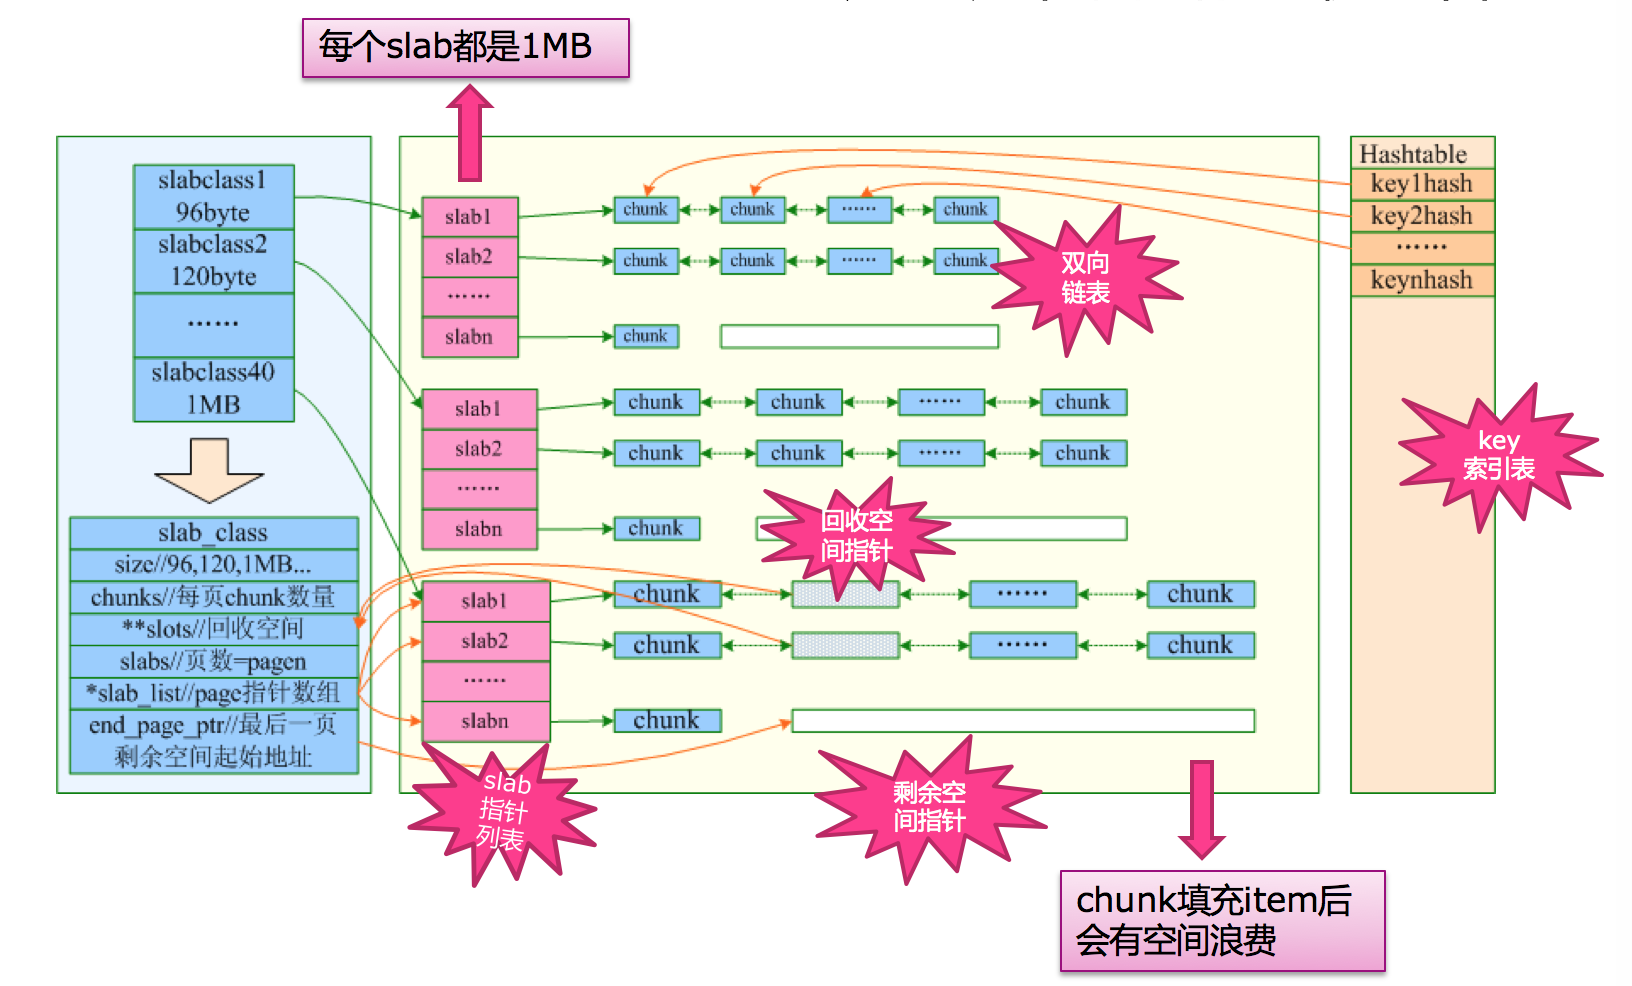 每个slab都是1MB
slabclass1
96byte
slabclass2
120byte
……
slabclass40
1MB
slab_class
size//96,120,1MB...
chunks//每页chunk数量
**slots//回收空间
slabs//页数=pagen
*slab_list//page指针数组
end_page_ptr//最后一页
剩余空间起始地址
slab1
chunk
chunk
……
chunk
slab2
chunk
chunk
……
chunk
……
slabn
chunk
双向
链表
slab1
chunk
chunk
……
chunk
slab2
chunk
chunk
……
chunk
……
slabn
chunk
回收空
间指针
slab1
chunk
……
chunk
slab2
chunk
……
chunk
……
slabn
chunk
slab
指针
列表
剩余空
间指针
Hashtable
key1hash
key2hash
……
keynhash
key
索引表
chunk填充item后
会有空间浪费